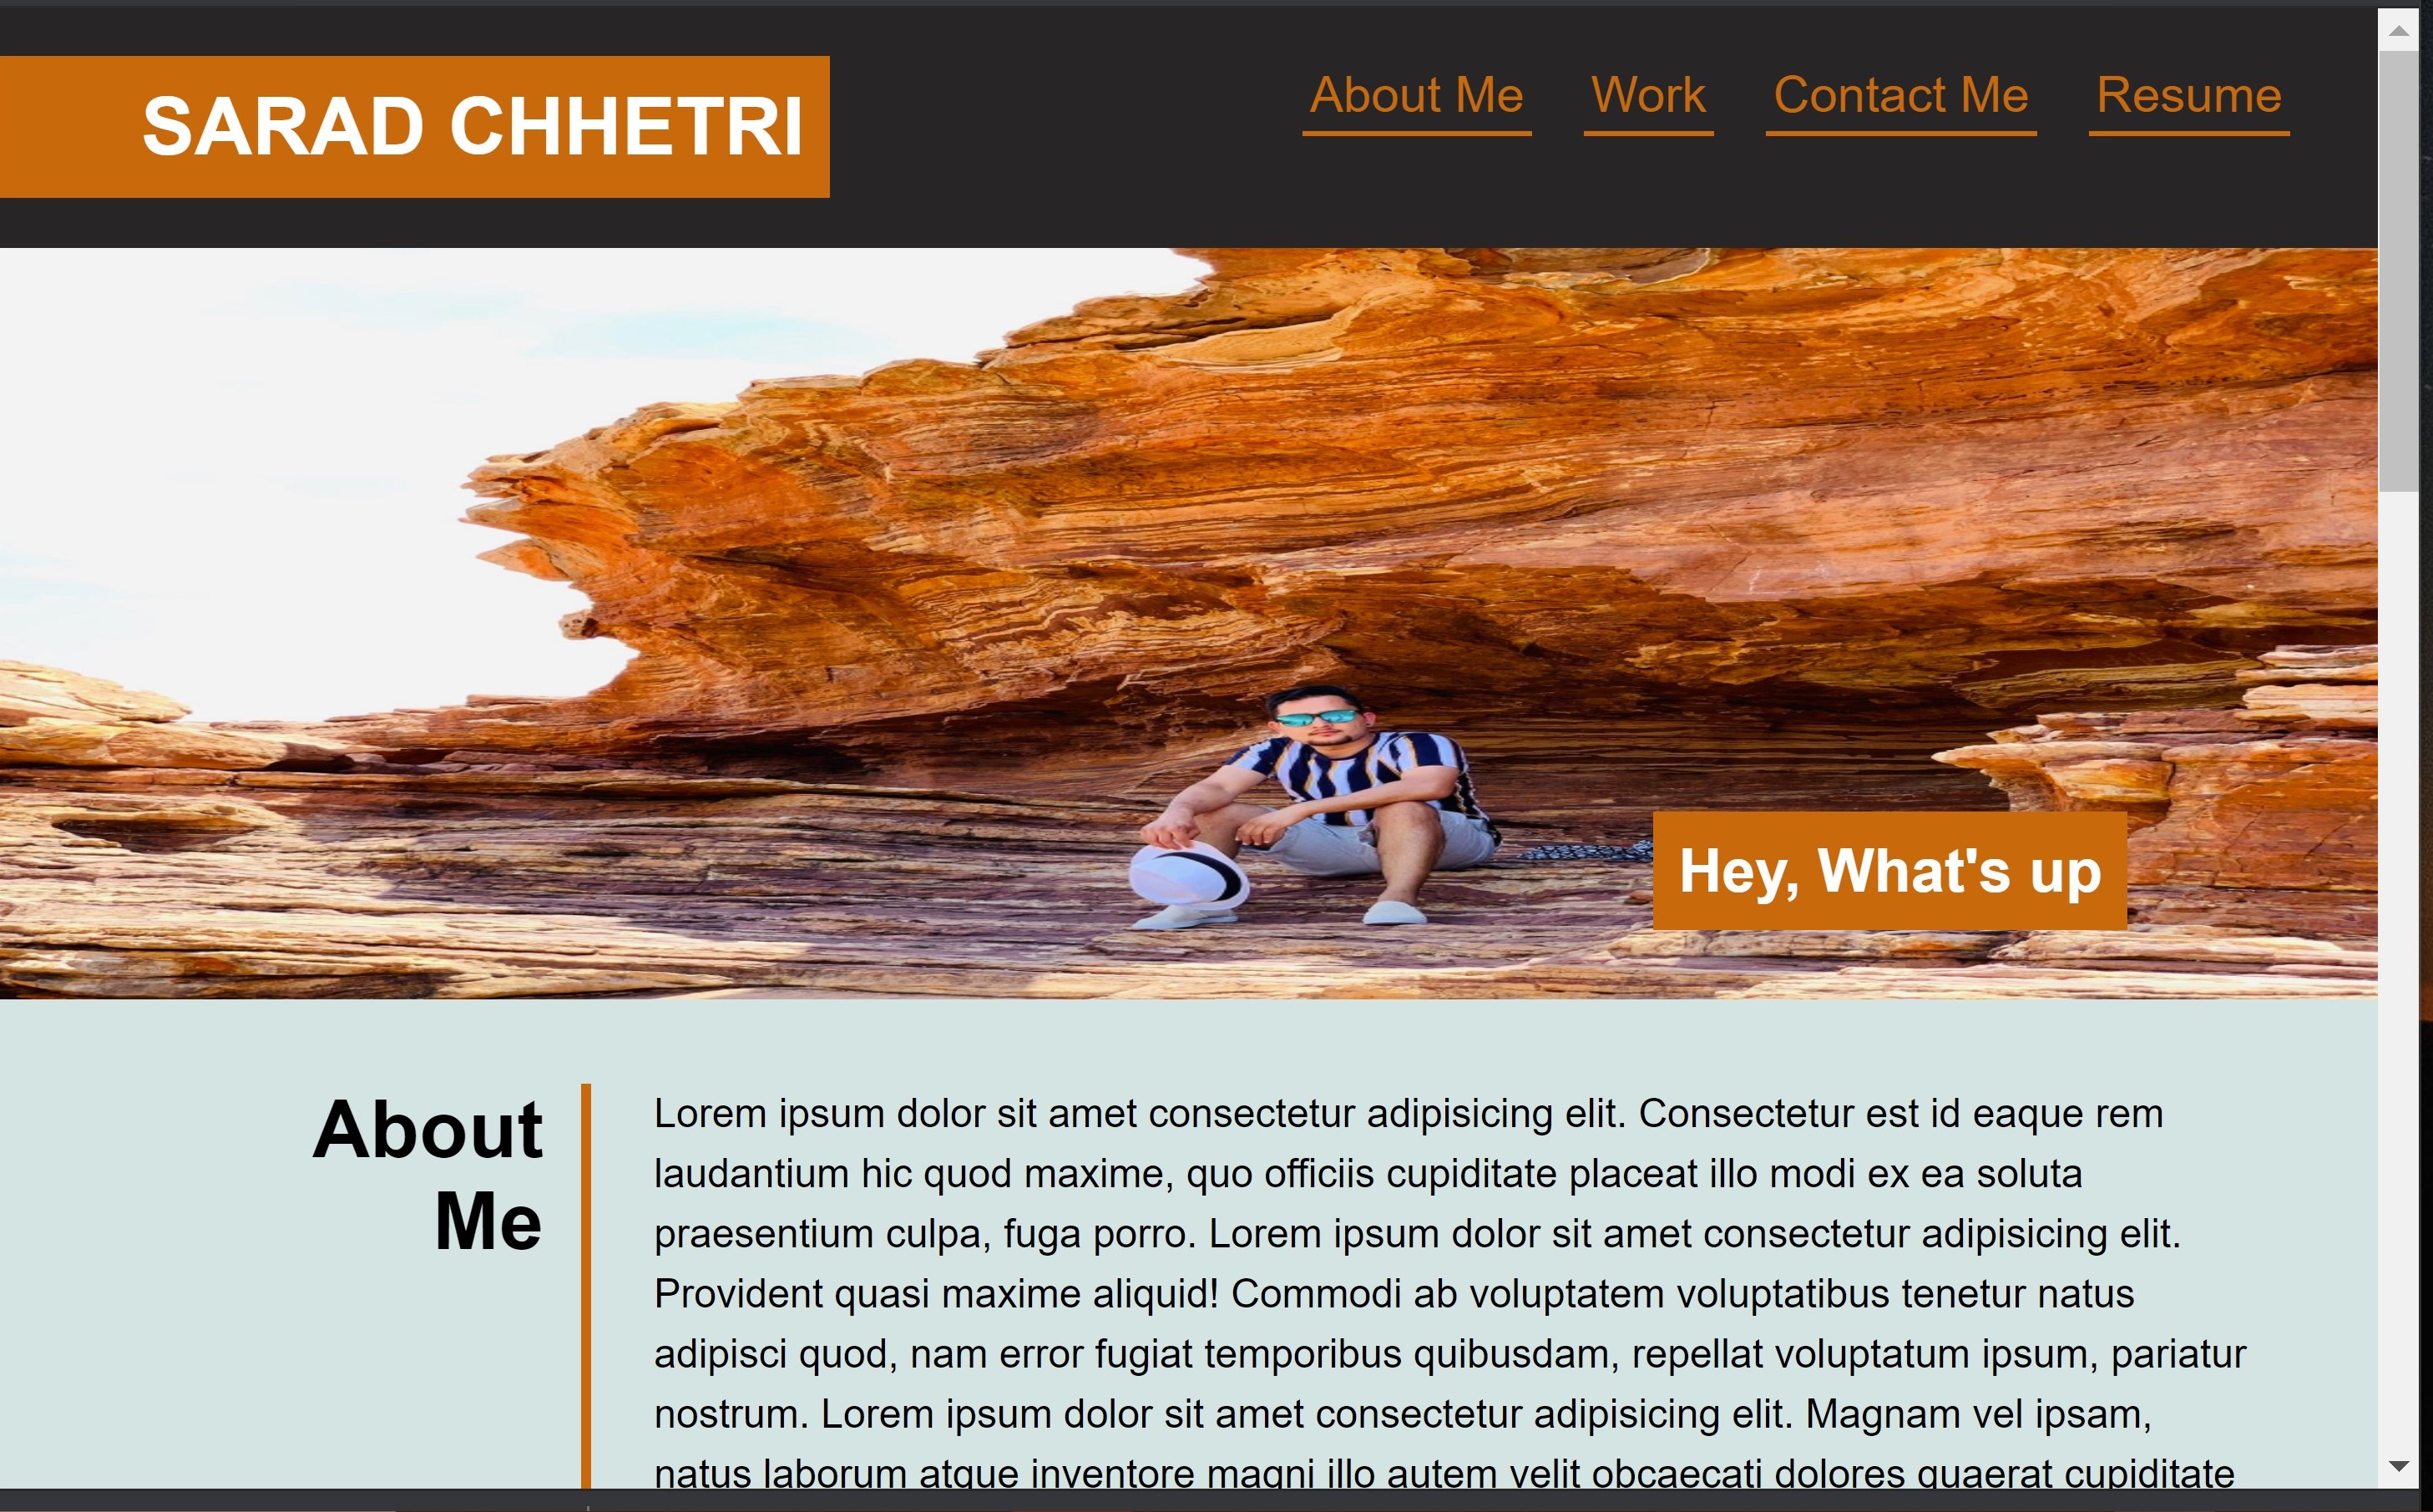 SARAD CHHETRI
About Me Work Contact Me Resume
Hey, What's up
About
Me
Lorem ipsum dolor sit amet consectetur adipisicing elit. Consectetur est id eaque rem
laudantium hic quod maxime, quo officiis cupiditate placeat illo modi ex ea soluta
praesentium culpa, fuga porro. Lorem ipsum dolor sit amet consectetur adipisicing elit.
Provident quasi maxime aliquid! Commodi ab voluptatem voluptatibus tenetur natus
adipisci quod, nam error fugiat temporibus quibusdam, repellat voluptatum ipsum, pariatur
nostrum. Lorem ipsum dolor sit amet consectetur adipisicing elit. Magnam vel ipsam,
natus laborum atque inventore magni illo autem velit obcaecati dolores quaerat cupiditate